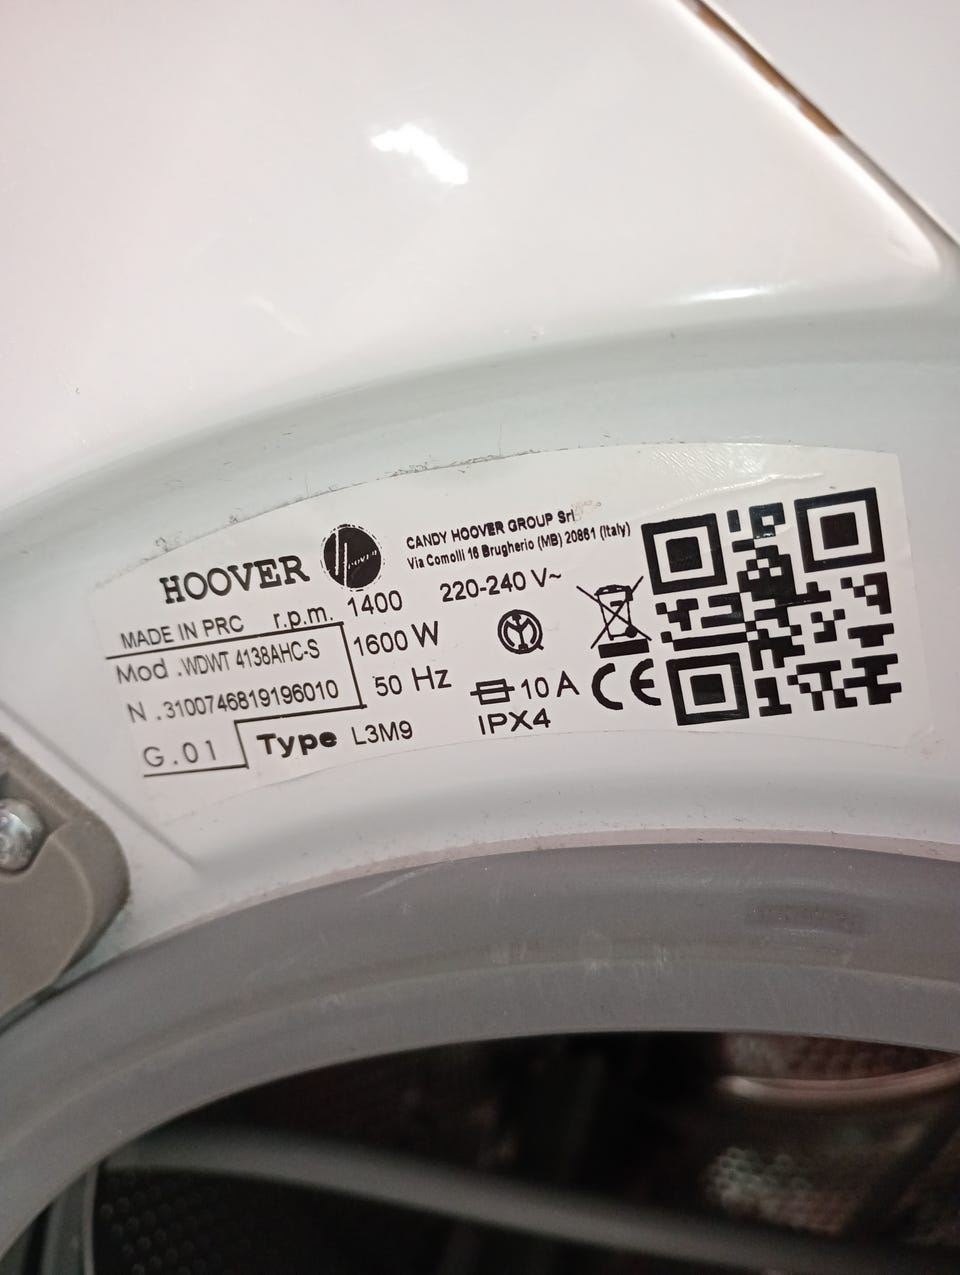 HOOVER
CANDY HOOVER GROUP Srl
Via Comolli 16 Brugherio (MB) 20861 (Italy)
MADE IN PRC r.p.m. 1400 220-240 V~
Mod .WDWT 4138AHC-S 1600 W
N .3100746819196010 50 Hz 10 A CE
G.01 Type L3M9 IPX4